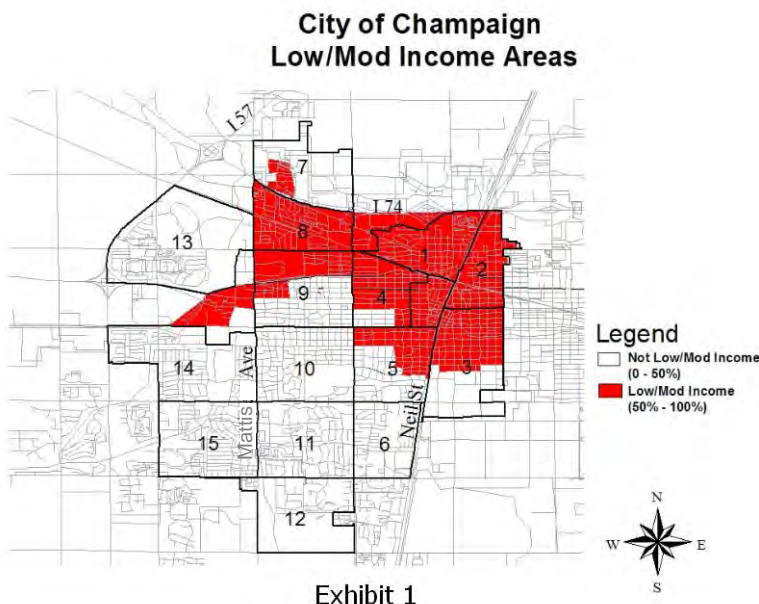 City of Champaign
Low/Mod Income Areas
I 57
7
I 74
8
13
1
2
9
4
14
Mattis Ave
10
5
3
Neil St
15
11
6
12
Legend
Not Low/Mod Income
(0 - 50%)
Low/Mod Income
(50% - 100%)
N
W
E
S
Exhibit 1